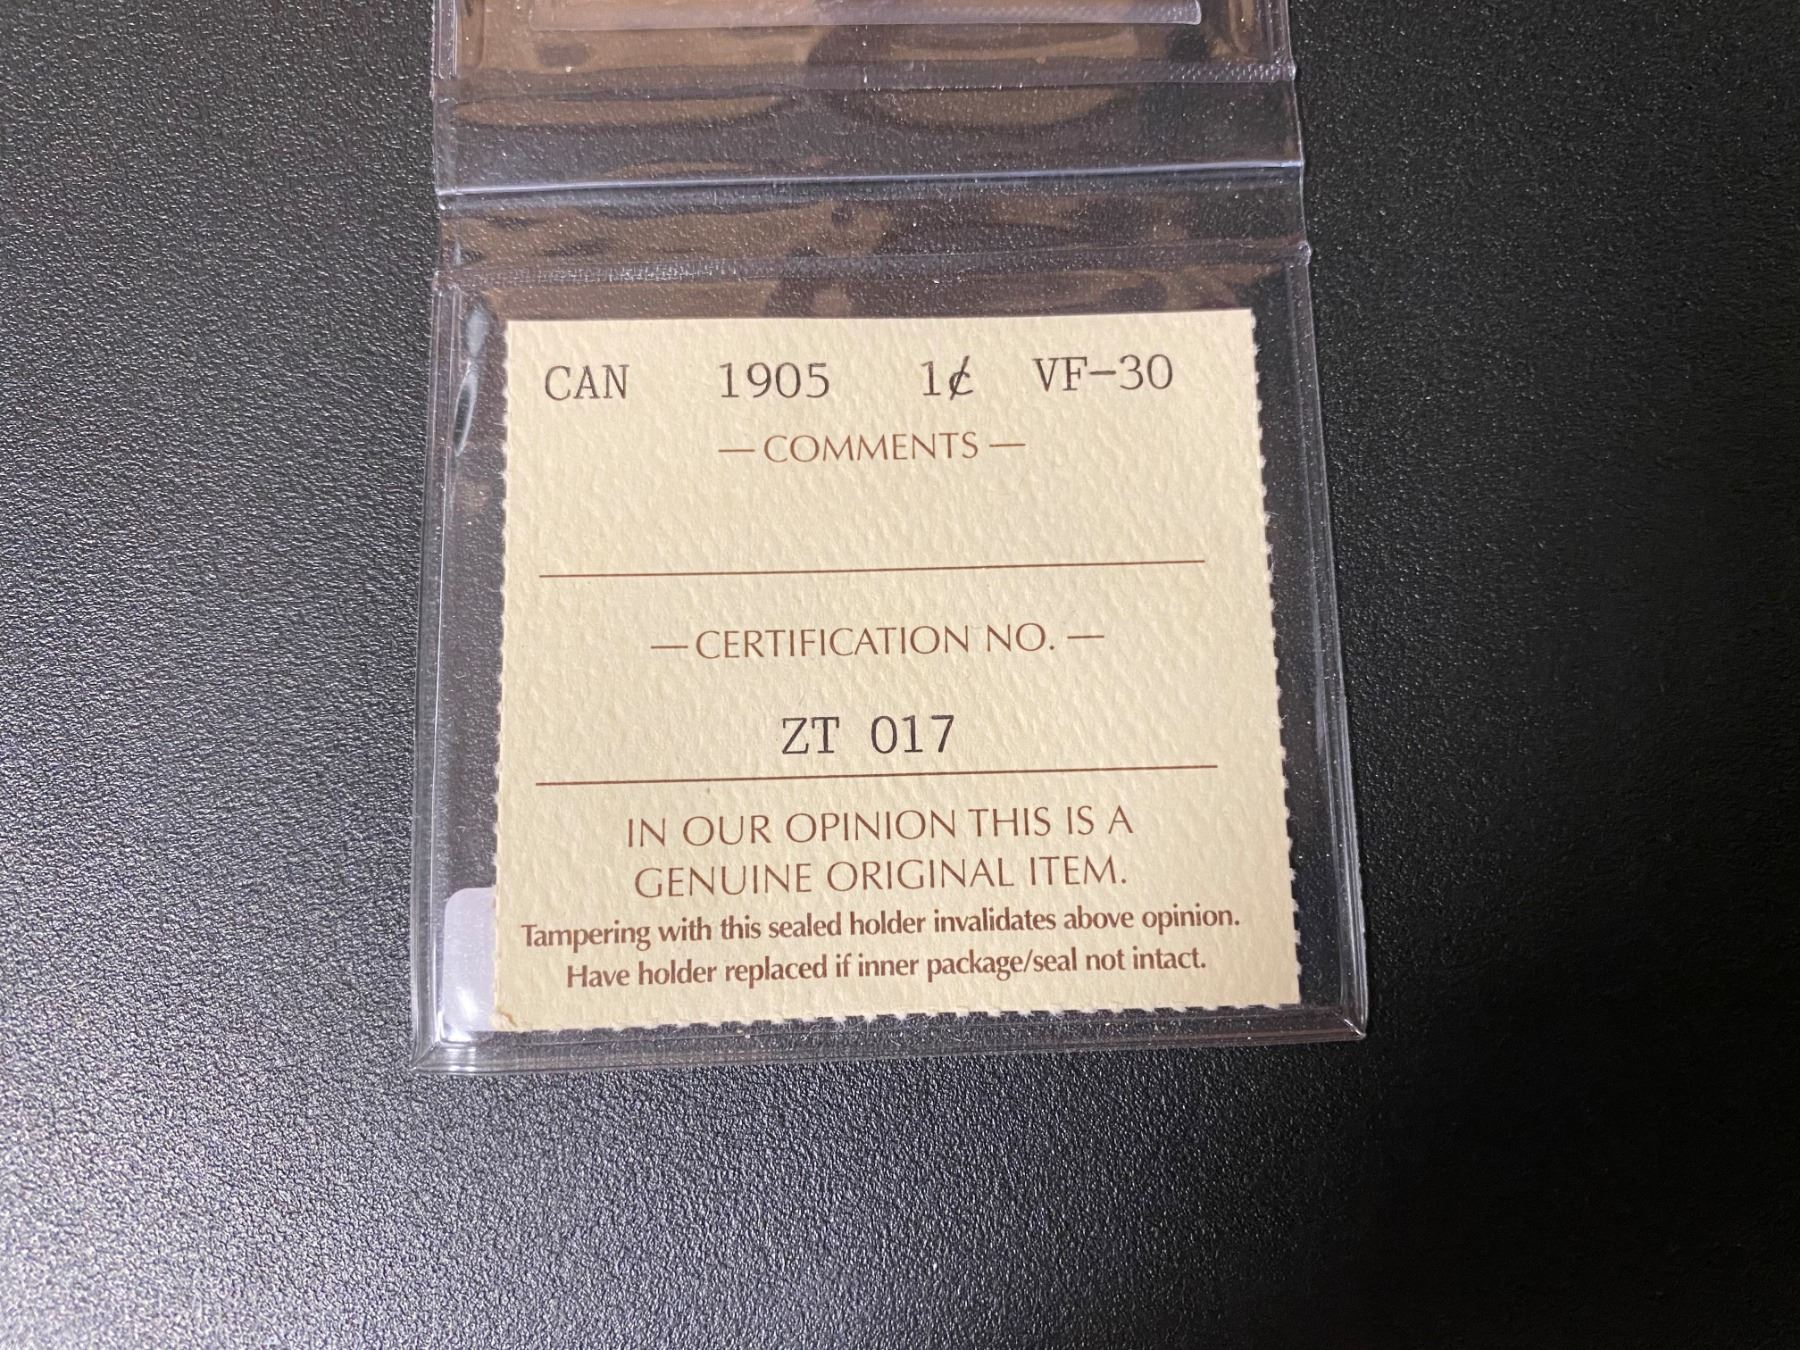 CAN 1905 1¢ VF-30
— COMMENTS —
— CERTIFICATION NO. —
ZT 017
IN OUR OPINION THIS IS A
GENUINE ORIGINAL ITEM.
Tampering with this sealed holder invalidates above opinion.
Have holder replaced if inner package/seal not intact.